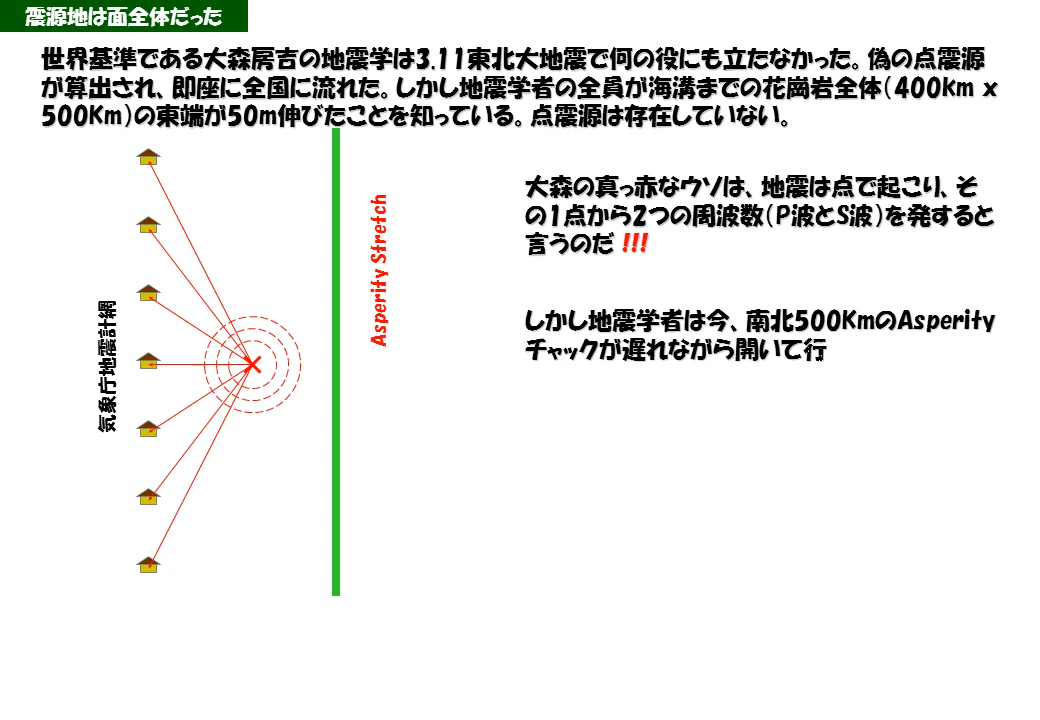 震源地は面全体だった
世界基準である大森房吉の地震学は3.11東北大地震で何の役にも立たなかった。偽の点震源
が算出され、即座に全国に流れた。しかし地震学者の全員が海溝までの花崗岩全体(400km x
500Km)の東端が50m伸びたことを知っている。点震源は存在していない。
気象庁地震計網
Asperity Stretch
大森の真っ赤なウソは、地震は点で起こり、そ
の1点から2つの周波数(P波とS波)を発すると
言うのだ !!!
しかし地震学者は今、南北500KmのAsperity
チャックが遅れながら開いて行